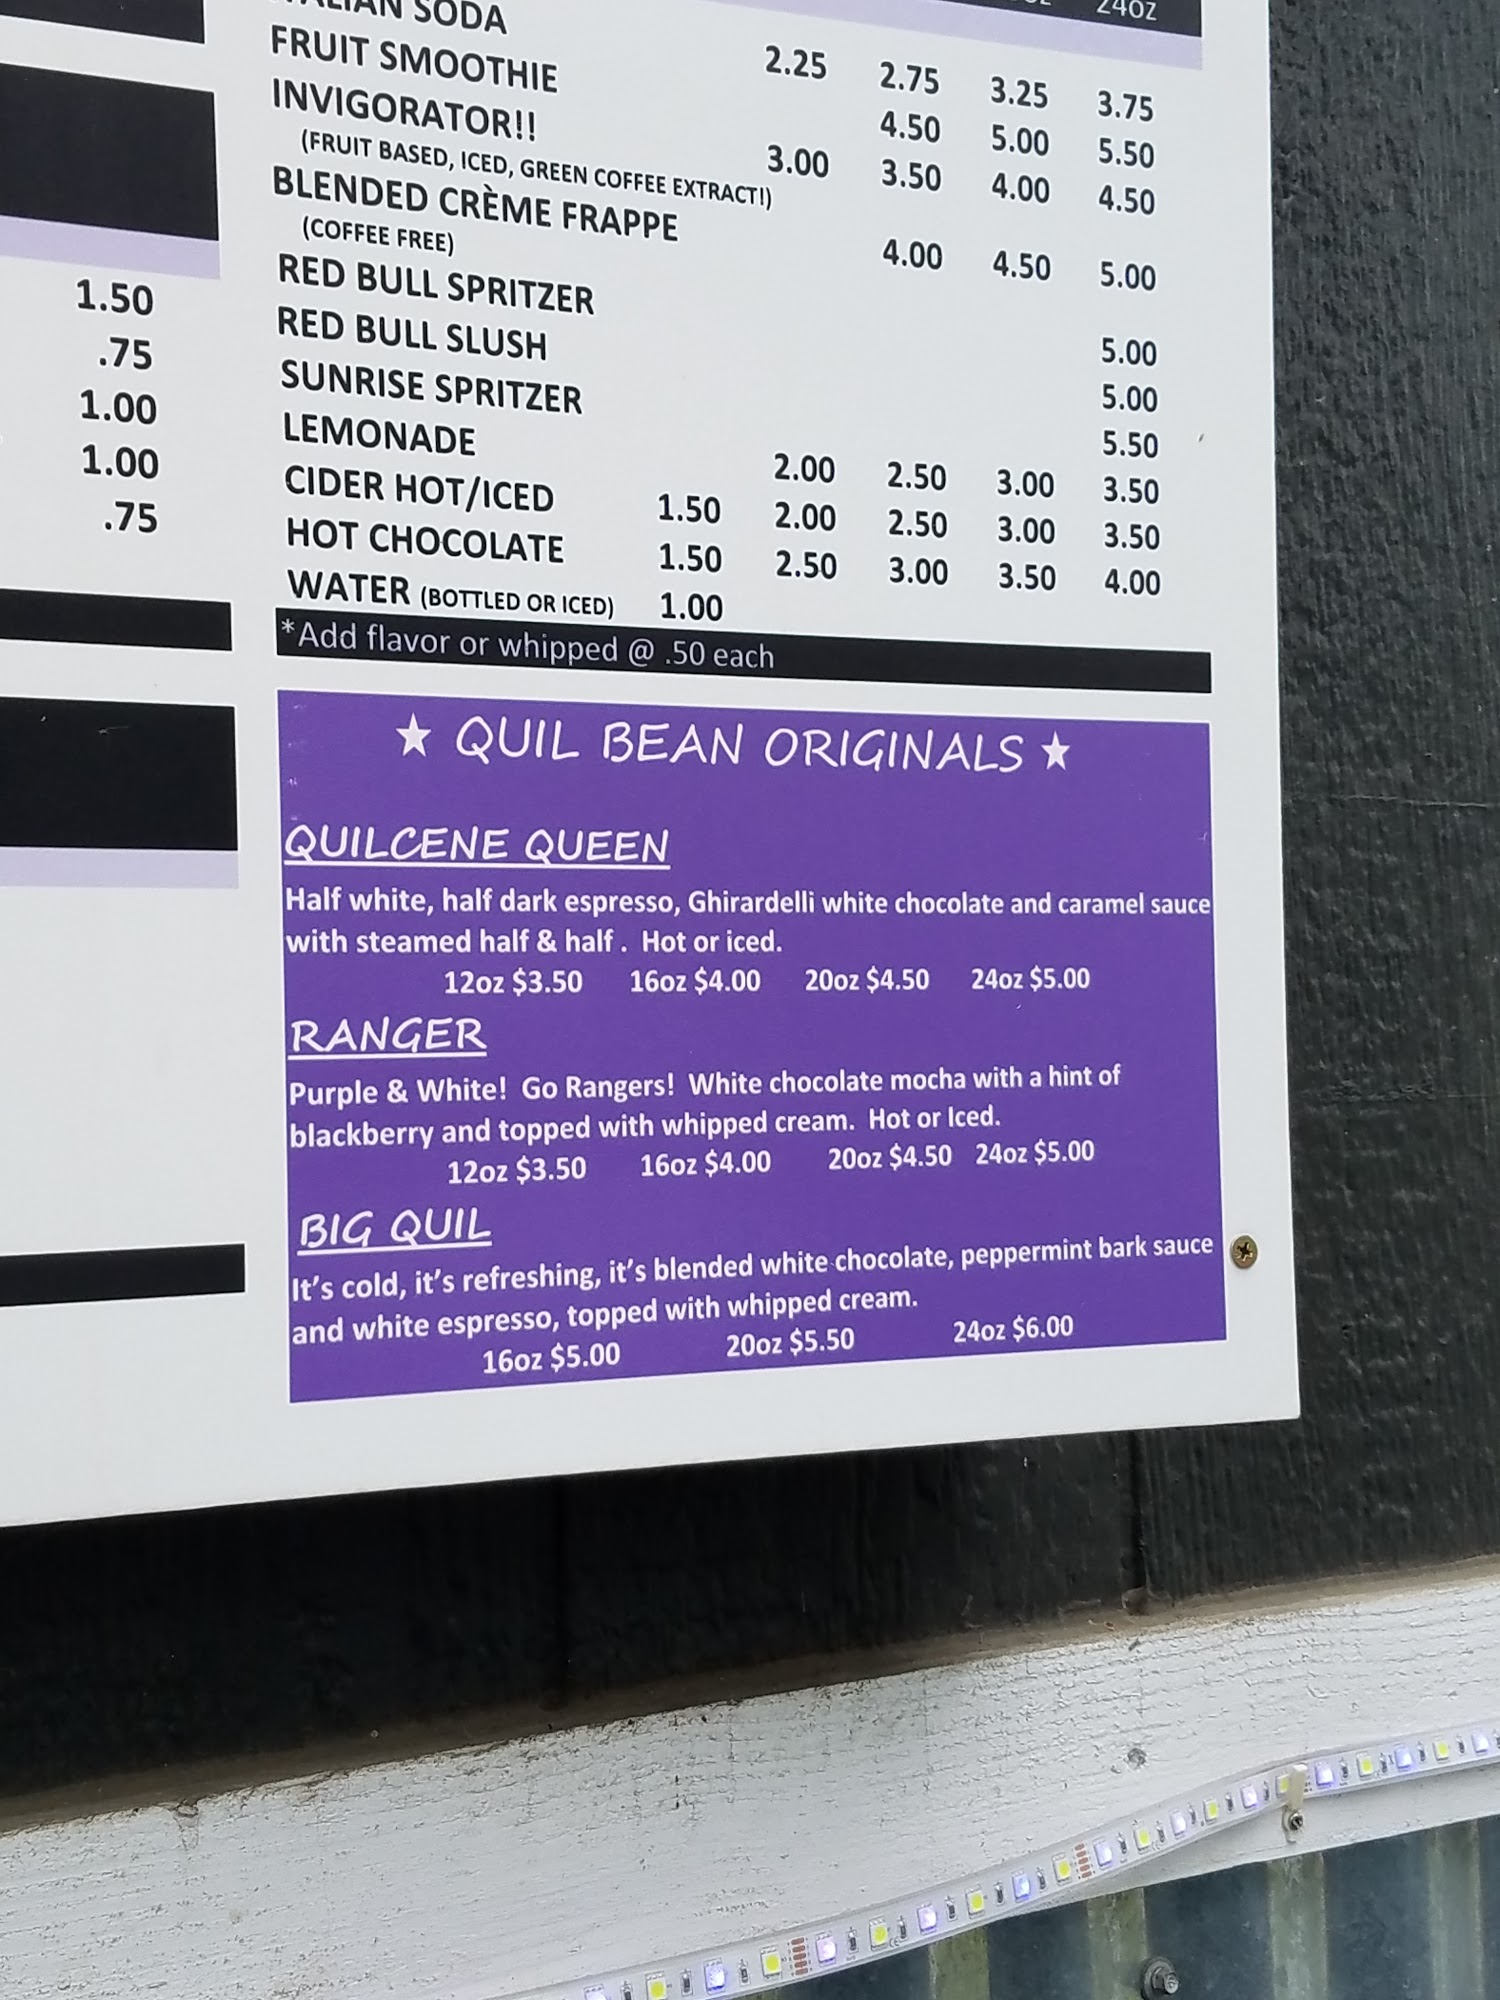 24oz
ITALIAN SODA 2.25 2.75 3.25 3.75
FRUIT SMOOTHIE 4.50 5.00 5.50
INVIGORATOR!! 3.00 3.50 4.00 4.50
(FRUIT BASED, ICED, GREEN COFFEE EXTRACT!)
BLENDED CRÈME FRAPPE 4.00 4.50 5.00
(COFFEE FREE)
RED BULL SPRITZER 5.00
RED BULL SLUSH 5.00
SUNRISE SPRITZER 5.50
LEMONADE 2.00 2.50 3.00 3.50
CIDER HOT/ICED 1.50 2.00 2.50 3.00 3.50
HOT CHOCOLATE 1.50 2.50 3.00 3.50 4.00
WATER (BOTTLED OR ICED) 1.00
*Add flavor or whipped @ .50 each
1.50
.75
1.00
1.00
.75
★ QUIL BEAN ORIGINALS ★
QUILCENE QUEEN
Half white, half dark espresso, Ghirardelli white chocolate and caramel sauce
with steamed half & half . Hot or iced.
12oz $3.50 16oz $4.00 20oz $4.50 24oz $5.00
RANGER
Purple & White! Go Rangers! White chocolate mocha with a hint of
blackberry and topped with whipped cream. Hot or Iced.
12oz $3.50 16oz $4.00 20oz $4.50 24oz $5.00
BIG QUIL
It's cold, it's refreshing, it's blended white chocolate, peppermint bark sauce
and white espresso, topped with whipped cream.
16oz $5.00 20oz $5.50 24oz $6.00